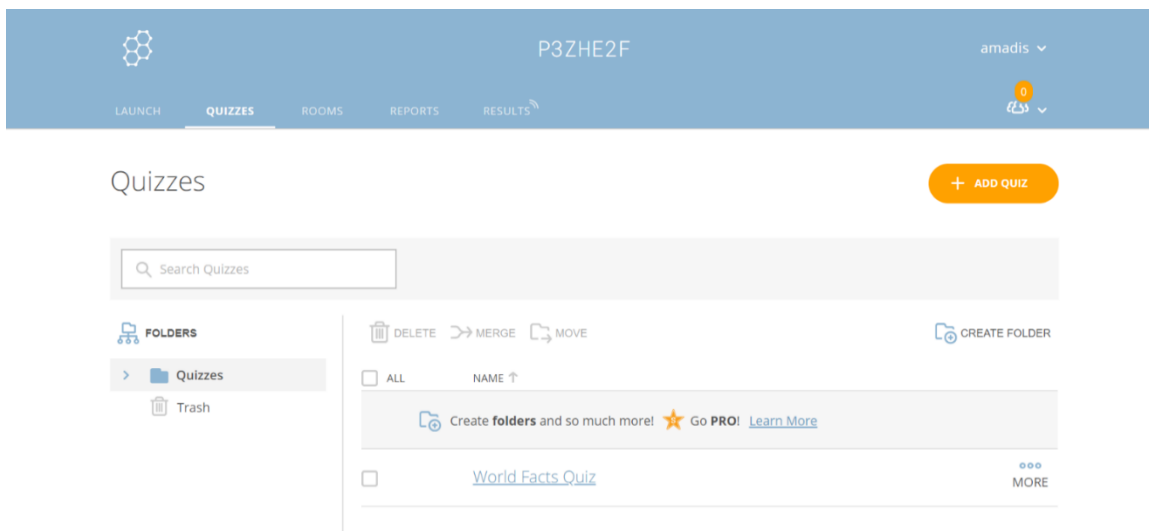 P3ZHE2F
amadis
0
LAUNCH QUIZZES ROOMS REPORTS RESULTS
Quizzes
+ ADD QUIZ
Search Quizzes
FOLDERS
Quizzes
Trash
DELETE MERGE MOVE CREATE FOLDER
ALL NAME
Create folders and so much more! Go PRO! Learn More
World Facts Quiz
MORE